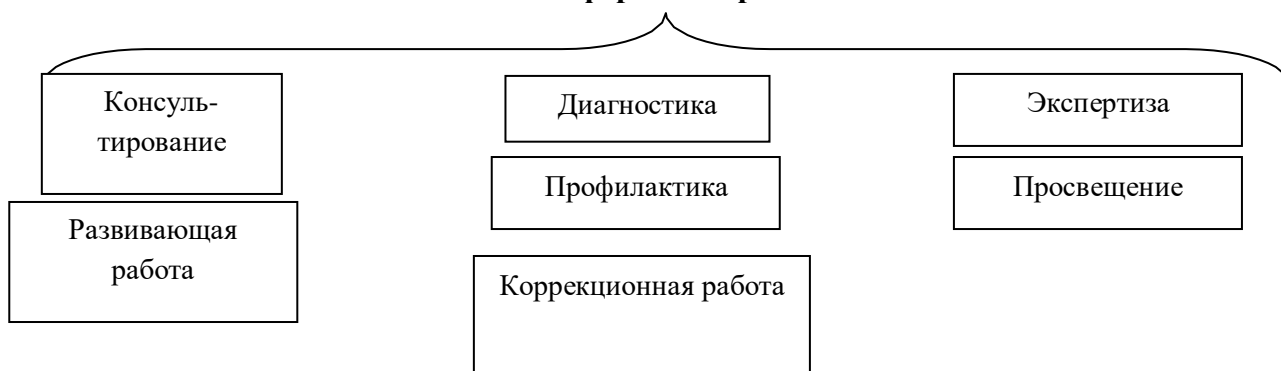 Консуль-
тирование
Диагностика
Экспертиза
Профилактика
Просвещение
Развивающая
работа
Коррекционная работа